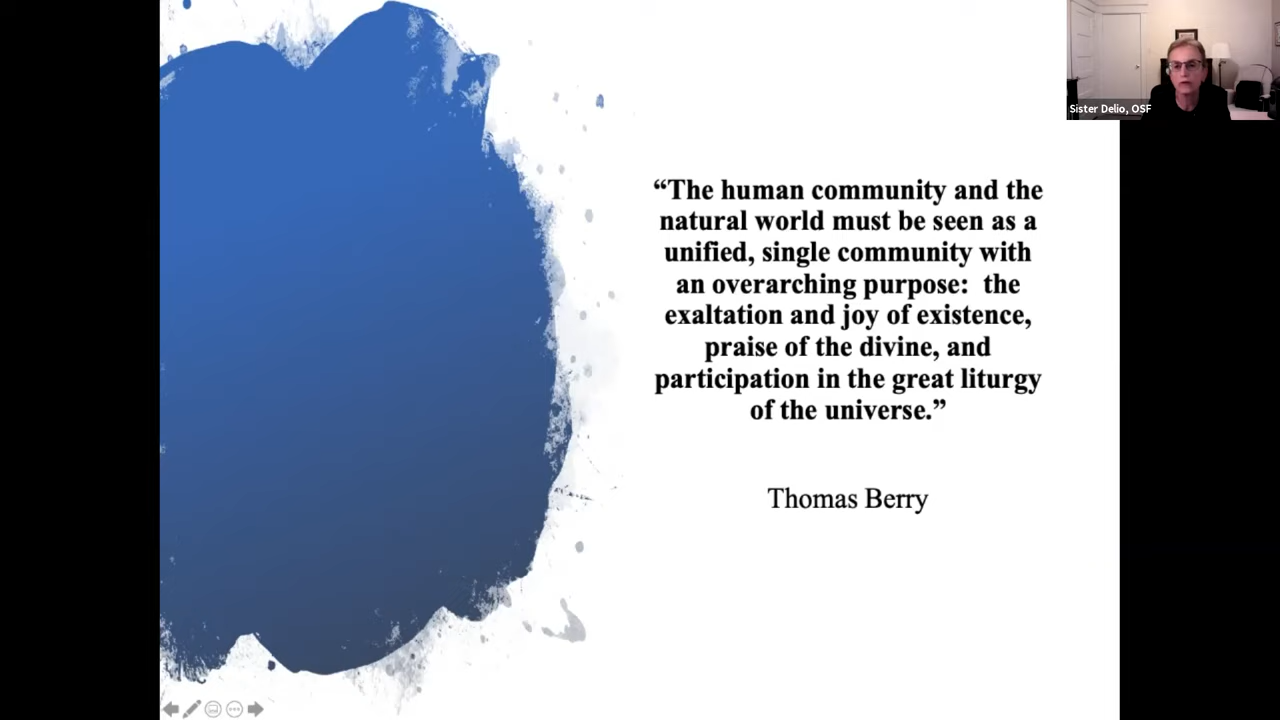 Sister Delio, OSF
“The human community and the
natural world must be seen as a
unified, single community with
an overarching purpose:  the
exaltation and joy of existence,
praise of the divine, and
participation in the great liturgy
of the universe.”
Thomas Berry